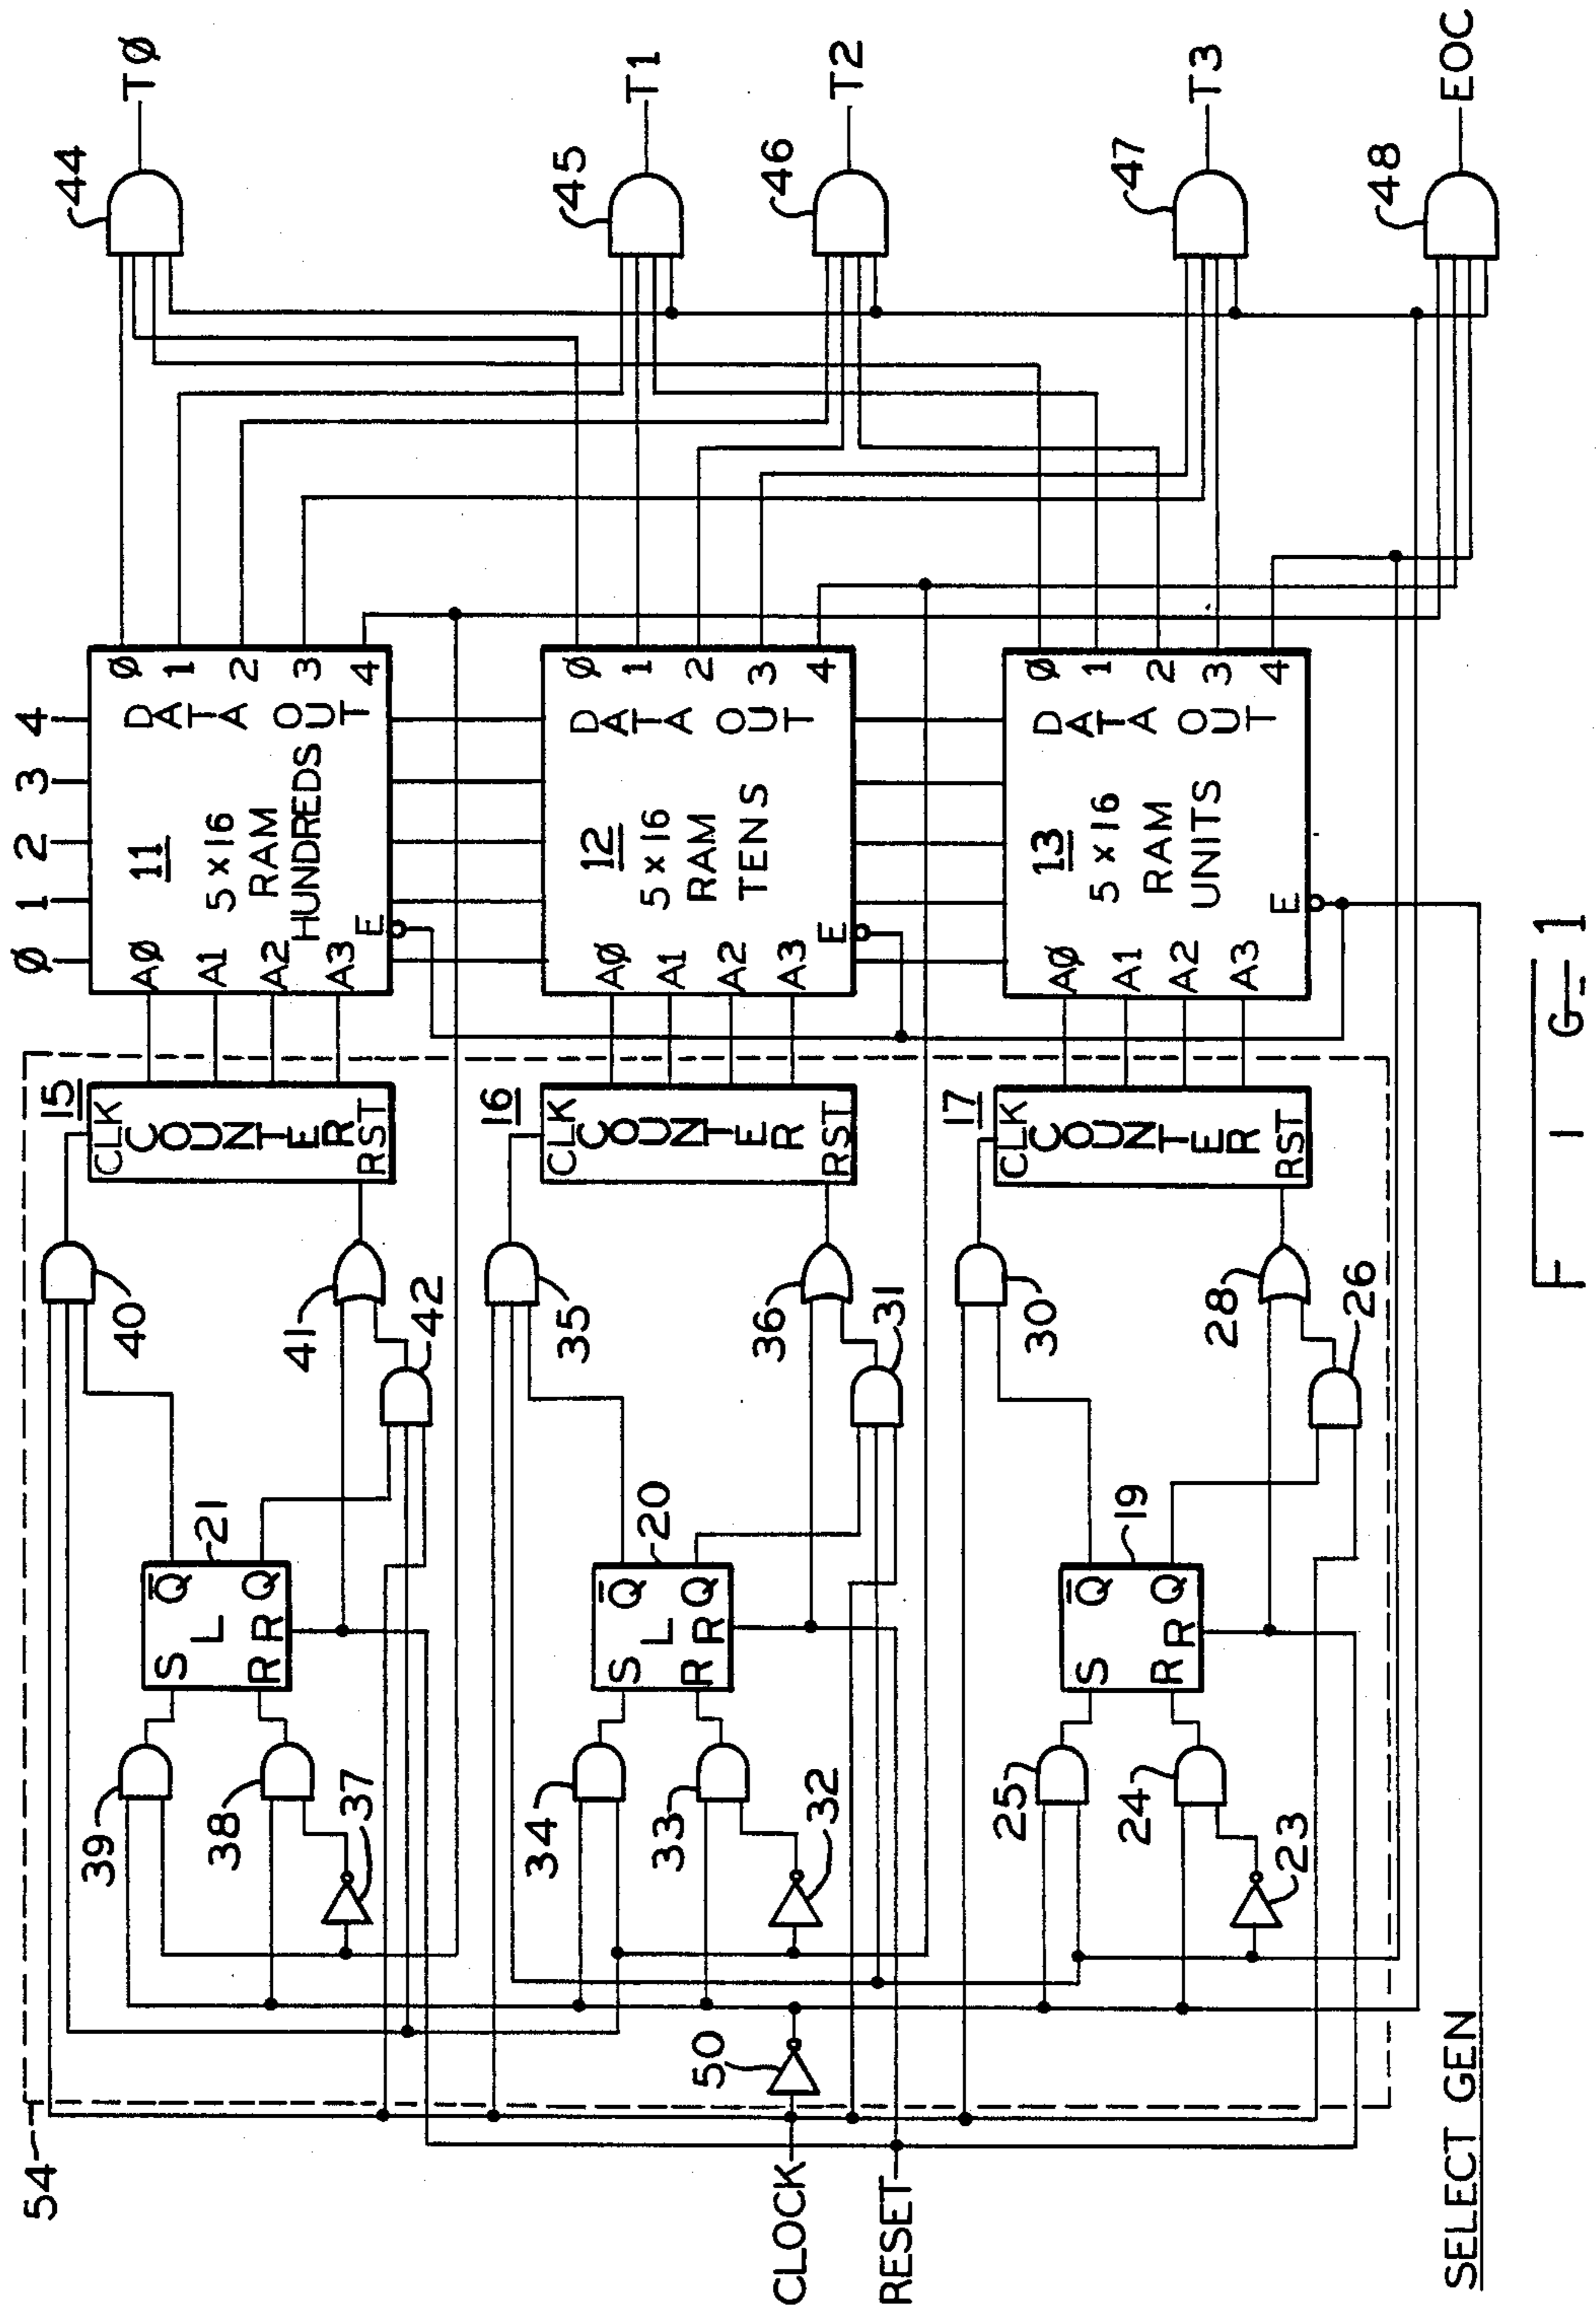 54
CLOCK
RESET
SELECT GEN
50
39
38
37
S
L
R
R
Q̅
Q
21
40
41
42
15
CLK
COUNTER
RST
34
33
32
S
L
R
R
Q̅
Q
20
35
36
31
16
CLK
COUNTER
RST
25
24
23
S
R
R
Q̅
Q
19
30
28
26
17
CLK
COUNTER
RST
Ø 1 2 3 4
AØ
A1
A2
A3
E
11
5 x 16
RAM
HUNDREDS
DATA OUT
Ø
1
2
3
4
AØ
A1
A2
A3
E
12
5 x 16
RAM
TENS
DATA OUT
Ø
1
2
3
4
AØ
A1
A2
A3
E
13
5 x 16
RAM
UNITS
DATA OUT
Ø
1
2
3
4
44
TØ
45
T1
46
T2
47
T3
48
EOC
FIG-1